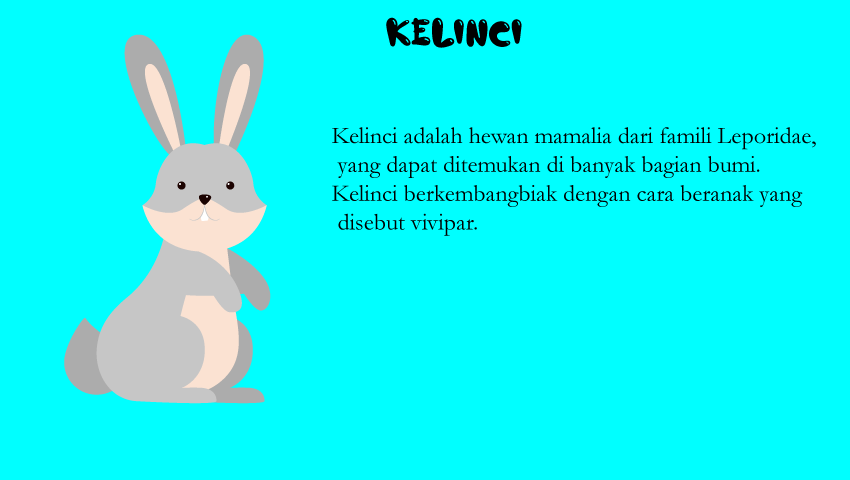 KELINCI
Kelinci adalah hewan mamalia dari famili Leporidae,
yang dapat ditemukan di banyak bagian bumi.
Kelinci berkembangbiak dengan cara beranak yang
disebut vivipar.